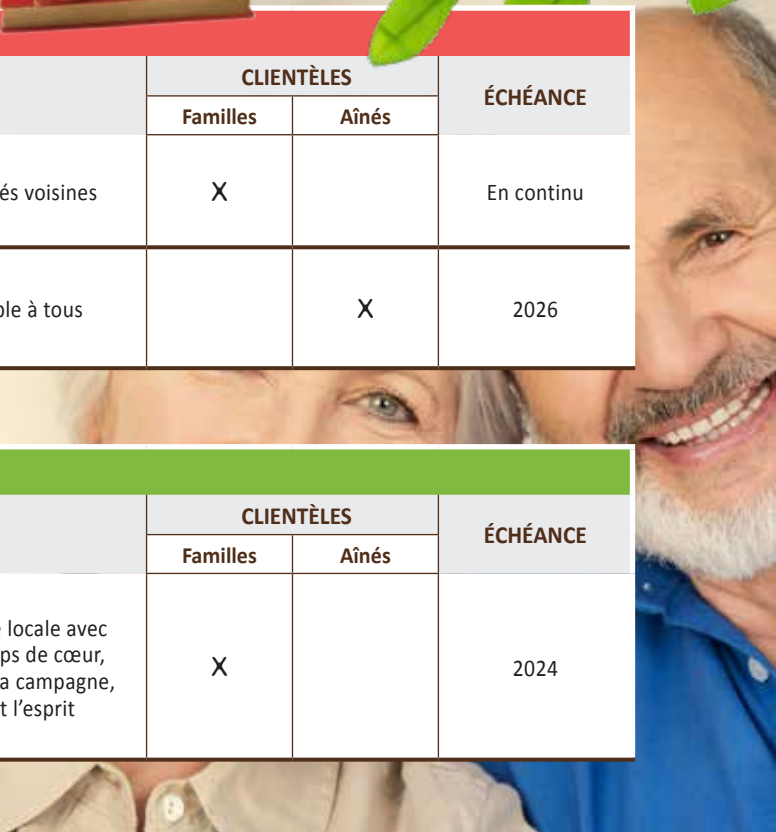 CLIENTÈLES
ÉCHÉANCE
Familles Aînés
és voisines X En continu
ble à tous X 2026
CLIENTÈLES
ÉCHÉANCE
Familles Aînés
locale avec
ps de cœur,
a campagne,
t l’esprit
X 2024